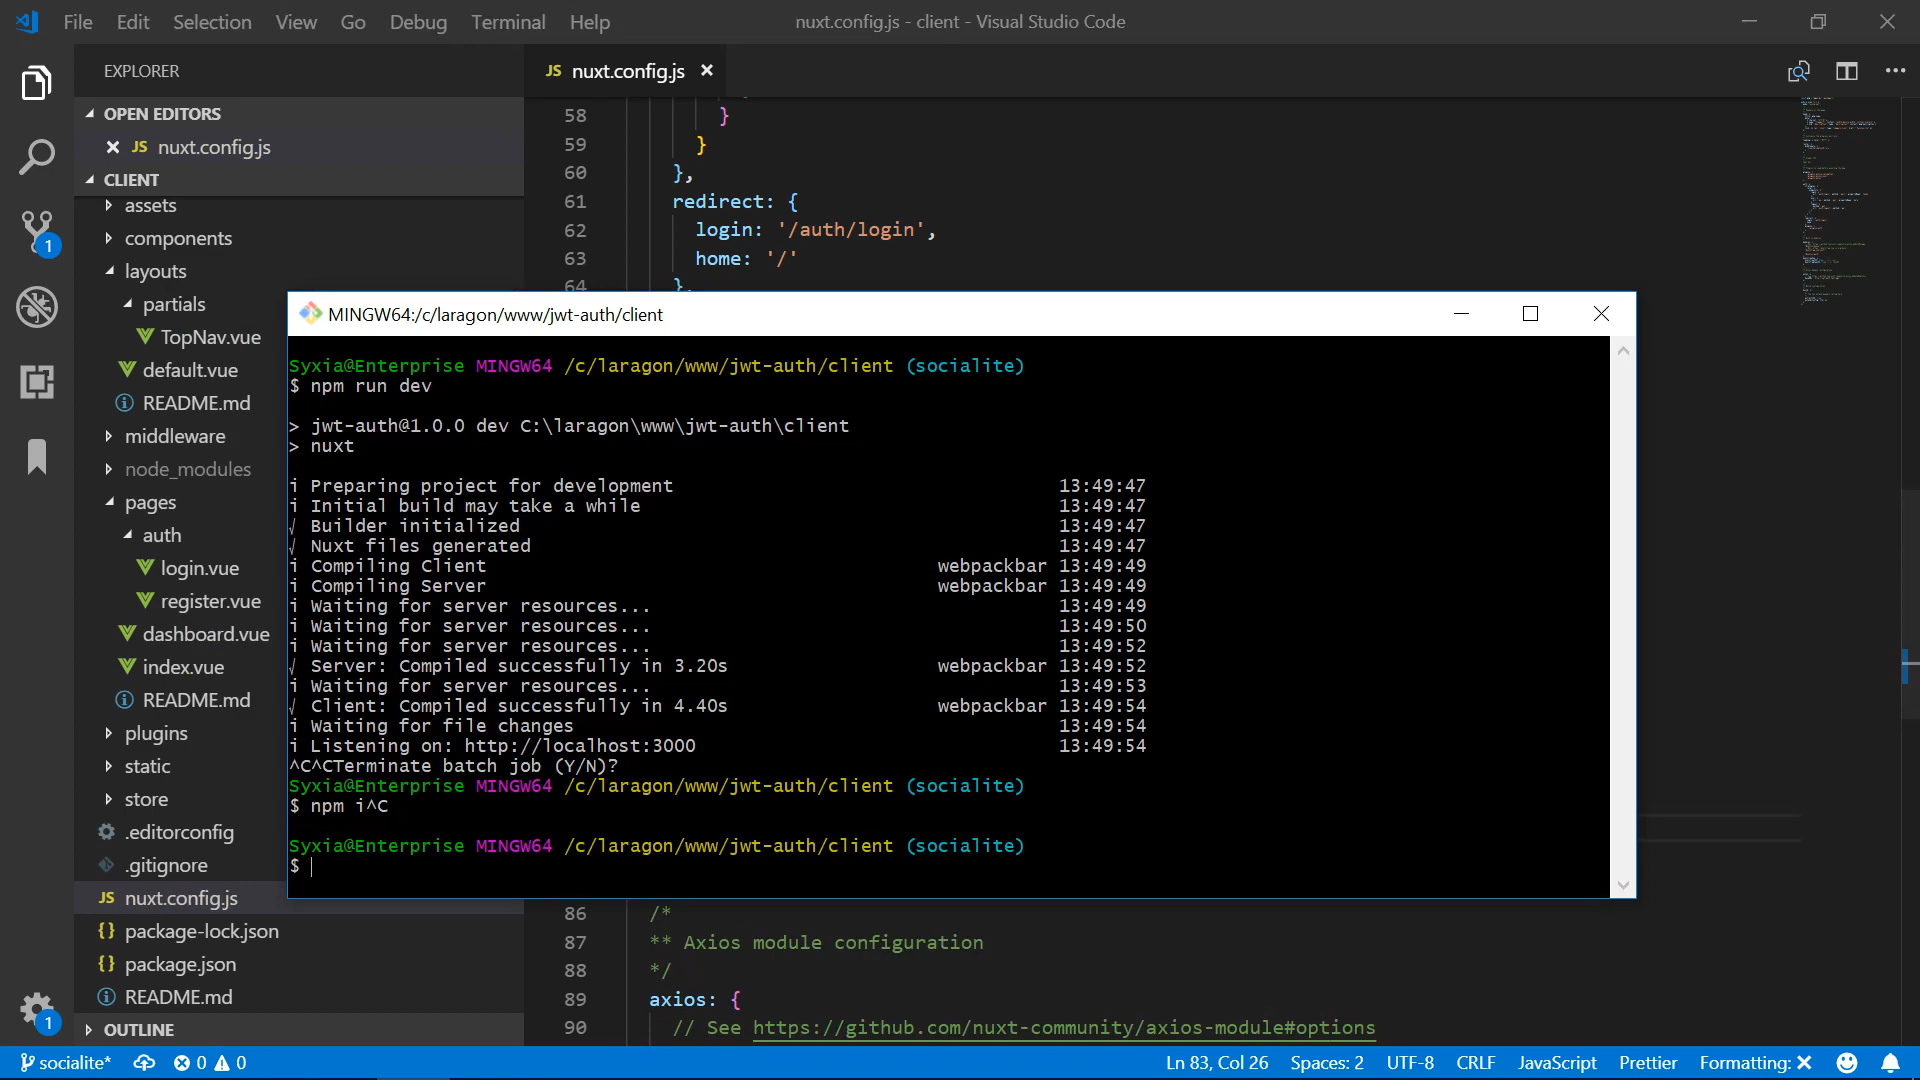 File Edit Selection View Go Debug Terminal Help
nuxt.config.js - client - Visual Studio Code
EXPLORER
OPEN EDITORS
JS nuxt.config.js
CLIENT
assets
components
layouts
partials
TopNav.vue
default.vue
README.md
middleware
node_modules
pages
auth
login.vue
register.vue
dashboard.vue
index.vue
README.md
plugins
static
store
.editorconfig
.gitignore
JS nuxt.config.js
{} package-lock.json
{} package.json
README.md
OUTLINE
1
1
JS nuxt.config.js
58 }
59 }
60 },
61 redirect: {
62 login: '/auth/login',
63 home: '/'
64 },
MINGW64:/c/laragon/www/jwt-auth/client
Syxia@Enterprise MINGW64 /c/laragon/www/jwt-auth/client (socialite)
$ npm run dev
> jwt-auth@1.0.0 dev C:\laragon\www\jwt-auth\client
> nuxt
i Preparing project for development 13:49:47
i Initial build may take a while 13:49:47
√ Builder initialized 13:49:47
√ Nuxt files generated 13:49:47
i Compiling Client webpackbar 13:49:49
i Compiling Server webpackbar 13:49:49
i Waiting for server resources... 13:49:49
i Waiting for server resources... 13:49:50
i Waiting for server resources... 13:49:52
√ Server: Compiled successfully in 3.20s webpackbar 13:49:52
i Waiting for server resources... 13:49:53
√ Client: Compiled successfully in 4.40s webpackbar 13:49:54
i Waiting for file changes 13:49:54
i Listening on: http://localhost:3000 13:49:54
^C^CTerminate batch job (Y/N)?
Syxia@Enterprise MINGW64 /c/laragon/www/jwt-auth/client (socialite)
$ npm i^C
Syxia@Enterprise MINGW64 /c/laragon/www/jwt-auth/client (socialite)
$
86 /*
87 ** Axios module configuration
88 */
89 axios: {
90 // See https://github.com/nuxt-community/axios-module#options
socialite* 0 0 Ln 83, Col 26 Spaces: 2 UTF-8 CRLF JavaScript Prettier Formatting: ✕